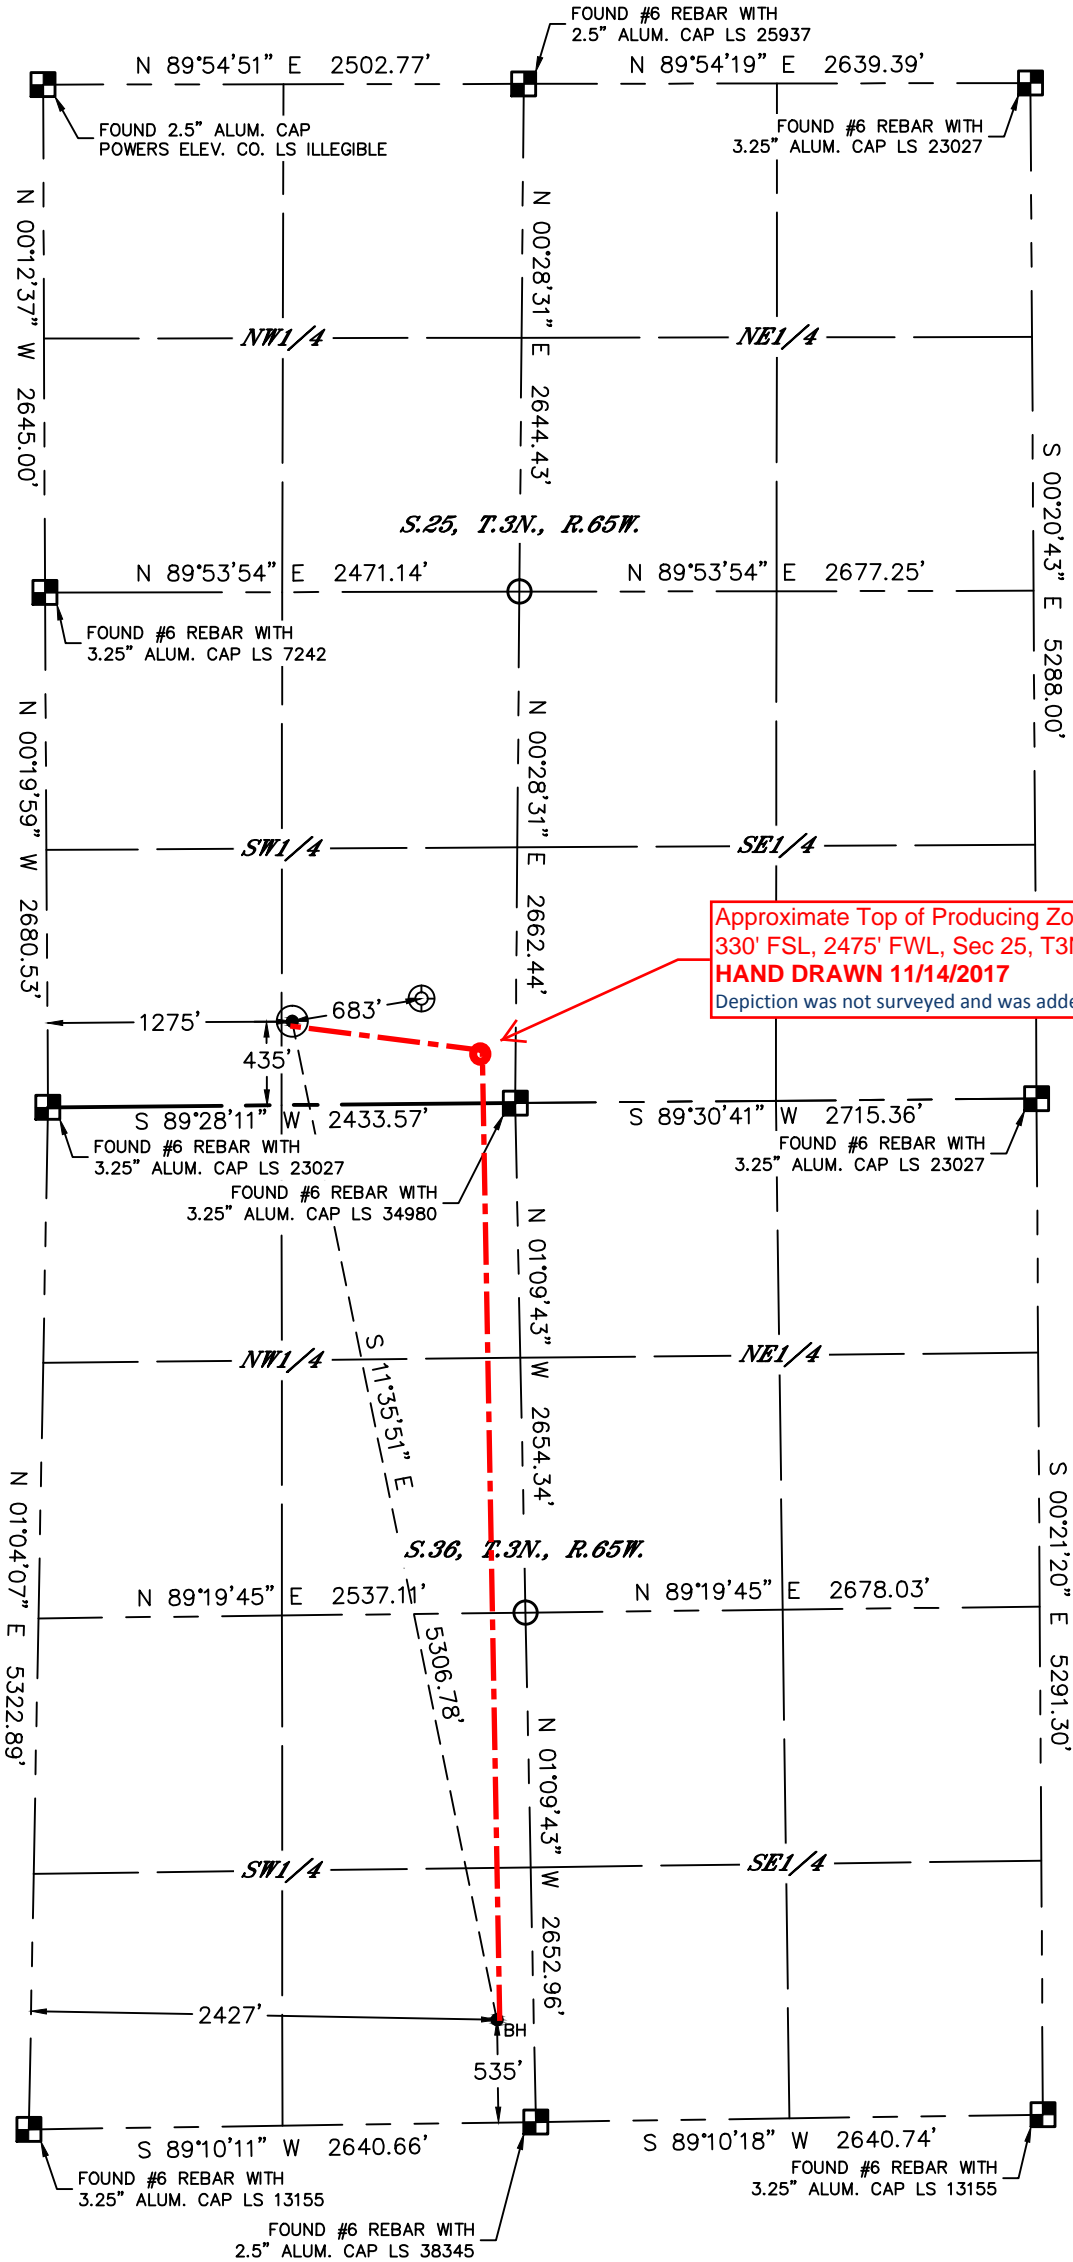 FOUND #6 REBAR WITH
2.5" ALUM. CAP LS 25937
N 89°54'51" E 2502.77'
N 89°54'19" E 2639.39'
FOUND 2.5" ALUM. CAP
POWERS ELEV. CO. LS ILLEGIBLE
FOUND #6 REBAR WITH
3.25" ALUM. CAP LS 23027
N 00°12'37" W 2645.00'
N 00°28'31" E 2644.43'
NW1/4
NE1/4
S 00°20'43" E 5288.00'
S.25, T.3N., R.65W.
N 89°53'54" E 2471.14'
N 89°53'54" E 2677.25'
FOUND #6 REBAR WITH
3.25" ALUM. CAP LS 7242
N 00°19'59" W 2680.53'
N 00°28'31" E 2662.44'
SW1/4
SE1/4
Approximate Top of Producing Zo
330' FSL, 2475' FWL, Sec 25, T3N
HAND DRAWN 11/14/2017
Depiction was not surveyed and was adde
683'
1275'
435'
S 89°28'11" W 2433.57'
S 89°30'41" W 2715.36'
FOUND #6 REBAR WITH
3.25" ALUM. CAP LS 23027
FOUND #6 REBAR WITH
3.25" ALUM. CAP LS 23027
FOUND #6 REBAR WITH
3.25" ALUM. CAP LS 34980
N 01°09'43" W 2654.34'
S 11°35'51" E
5306.78'
NW1/4
NE1/4
N 01°04'07" E 5322.89'
S 00°21'20" E 5291.30'
S.36, T.3N., R.65W.
N 89°19'45" E 2537.11'
N 89°19'45" E 2678.03'
N 01°09'43" W 2652.96'
SW1/4
SE1/4
2427'
BH
535'
S 89°10'11" W 2640.66'
S 89°10'18" W 2640.74'
FOUND #6 REBAR WITH
3.25" ALUM. CAP LS 13155
FOUND #6 REBAR WITH
3.25" ALUM. CAP LS 13155
FOUND #6 REBAR WITH
2.5" ALUM. CAP LS 38345